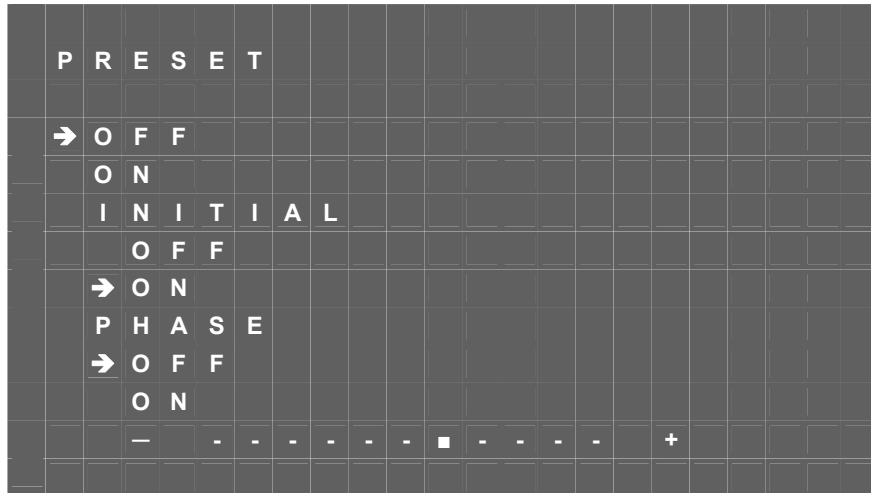 PRESET
➔ OFF
ON
INITIAL
OFF
➔ ON
PHASE
➔ OFF
ON
— - - - - - - ■ - - - - +